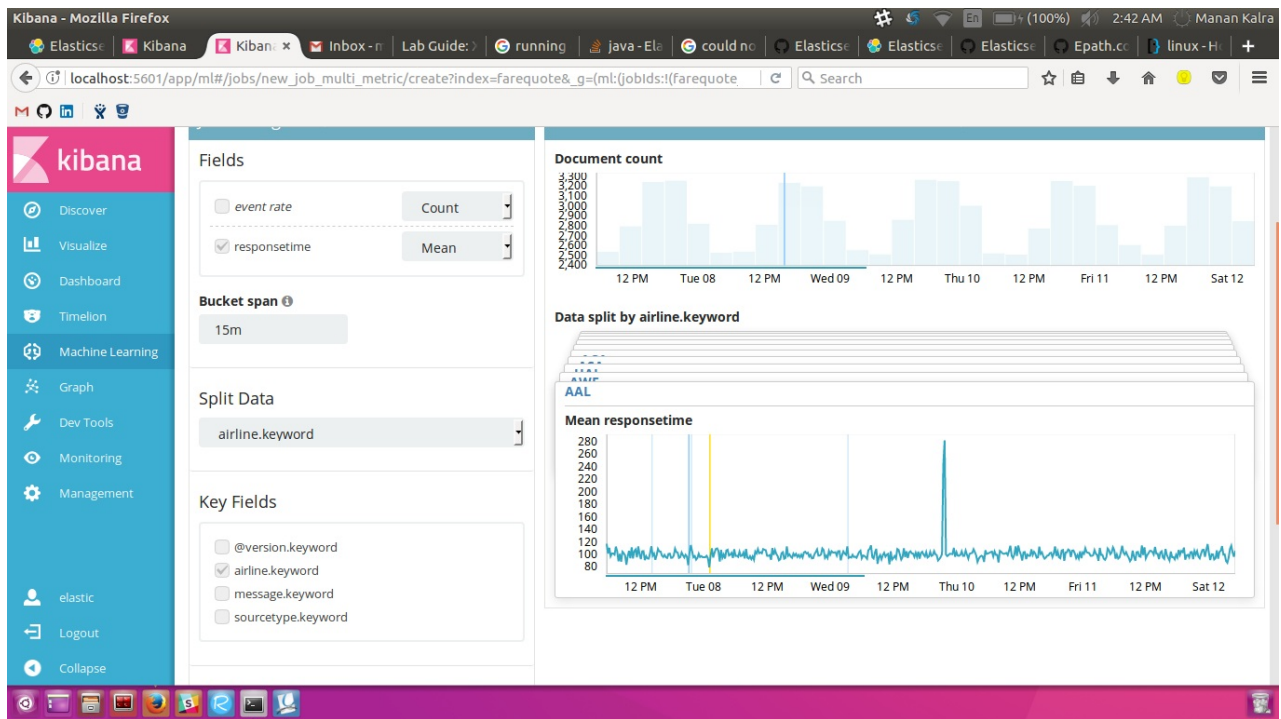 Kibana - Mozilla Firefox
En (100%) 2:42 AM Manan Kalra
Elasticse Kibana Kibana × Inbox - m Lab Guide: running java - Ela could no Elasticse Elasticse Elasticse Epath.co linux - Ho +
localhost:5601/app/ml#/jobs/new_job_multi_metric/create?index=farequote&_g=(ml:(jobIds:!(farequote_ Search
kibana
Discover
Visualize
Dashboard
Timelion
Machine Learning
Graph
Dev Tools
Monitoring
Management
elastic
Logout
Collapse
Fields
event rate Count
responsetime Mean
Bucket span
15m
Split Data
airline.keyword
Key Fields
@version.keyword
airline.keyword
message.keyword
sourcetype.keyword
Document count
3,300
3,200
3,100
3,000
2,900
2,800
2,700
2,600
2,500
2,400
12 PM Tue 08 12 PM Wed 09 12 PM Thu 10 12 PM Fri 11 12 PM Sat 12
Data split by airline.keyword
AAL
Mean responsetime
280
260
240
220
200
180
160
140
120
100
80
12 PM Tue 08 12 PM Wed 09 12 PM Thu 10 12 PM Fri 11 12 PM Sat 12